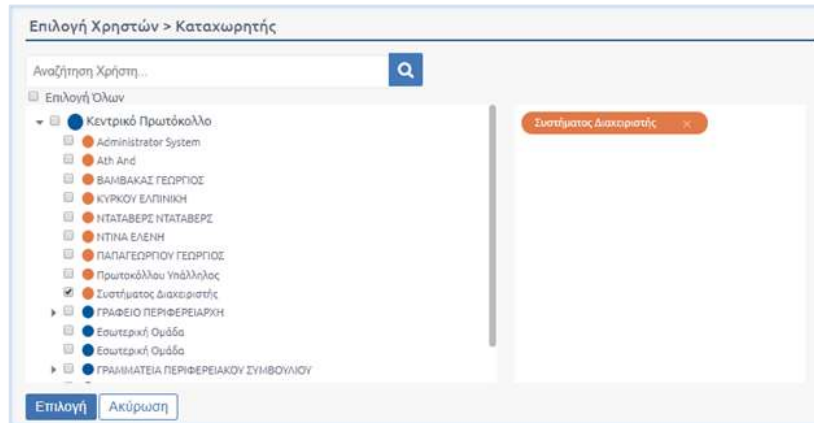 Επιλογή Χρηστών > Καταχωρητής
Αναζήτηση Χρήστη...
Επιλογή Όλων
Κεντρικό Πρωτόκολλο
Administrator System
Ath And
ΒΑΜΒΑΚΑΣ ΓΕΩΡΓΙΟΣ
ΚΥΡΚΟΥ ΕΛΠΙΝΙΚΗ
ΝΤΑΤΑΒΕΡΣ ΝΤΑΤΑΒΕΡΣ
ΝΤΙΝΑ ΕΛΕΝΗ
ΠΑΠΑΓΕΩΡΓΙΟΥ ΓΕΩΡΓΙΟΣ
Πρωτοκόλλου Υπάλληλος
Συστήματος Διαχειριστής
ΓΡΑΦΕΙΟ ΠΕΡΙΦΕΡΕΙΑΡΧΗ
Εσωτερική Ομάδα
Εσωτερική Ομάδα
ΓΡΑΜΜΑΤΕΙΑ ΠΕΡΙΦΕΡΕΙΑΚΟΥ ΣΥΜΒΟΥΛΙΟΥ
Συστήματος Διαχειριστής ×
Επιλογή
Ακύρωση